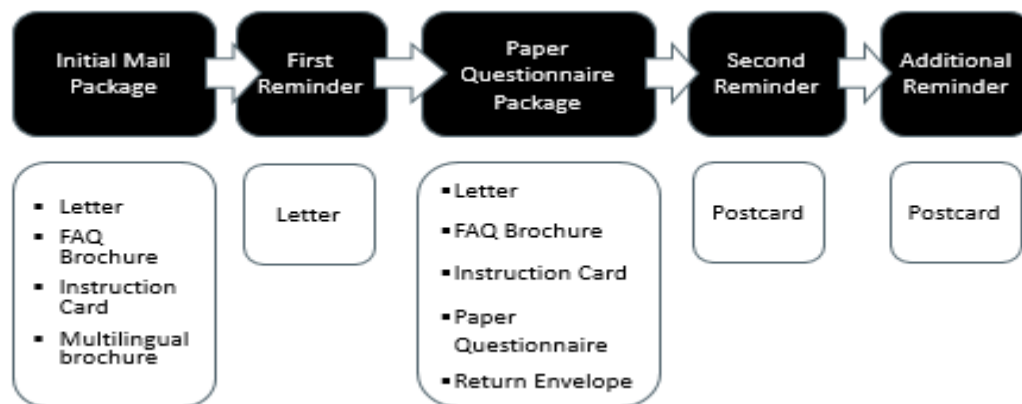 Initial Mail
Package
First
Reminder
Paper
Questionnaire
Package
Second
Reminder
Additional
Reminder
▪ Letter
▪ FAQ
Brochure
▪ Instruction
Card
▪ Multilingual
brochure
Letter
▪Letter
▪FAQ Brochure
▪Instruction Card
▪Paper
Questionnaire
▪Return Envelope
Postcard
Postcard